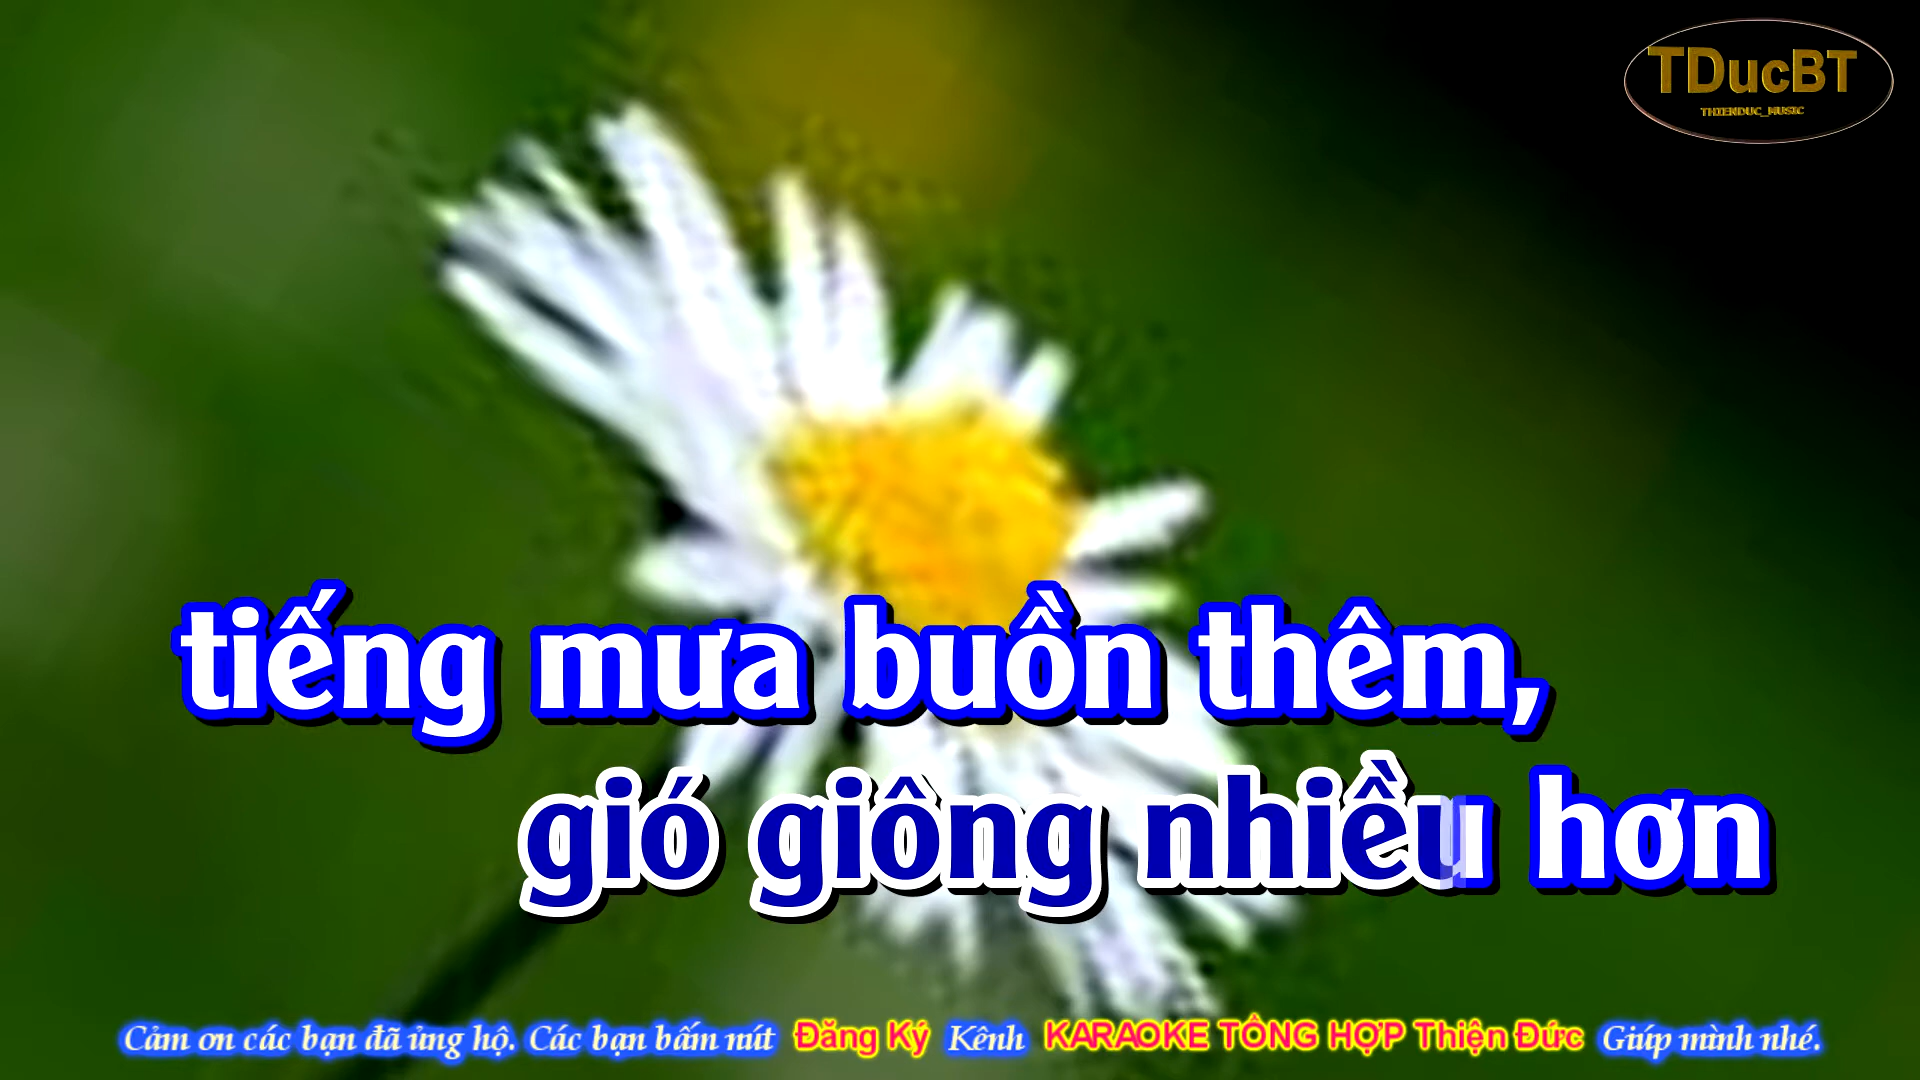 TDucBT
THIENDUC_MUSIC
tiếng mưa buồn thêm,
gió giông nhiều hơn
Cảm ơn các bạn đã ủng hộ. Các bạn bấm nút Đăng Ký Kênh KARAOKE TỔNG HỢP Thiện Đức Giúp mình nhé.